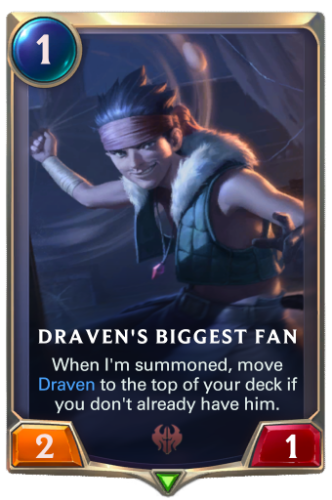 1
DRAVEN'S BIGGEST FAN
When I'm summoned, move
Draven to the top of your deck if
you don't already have him.
2
1